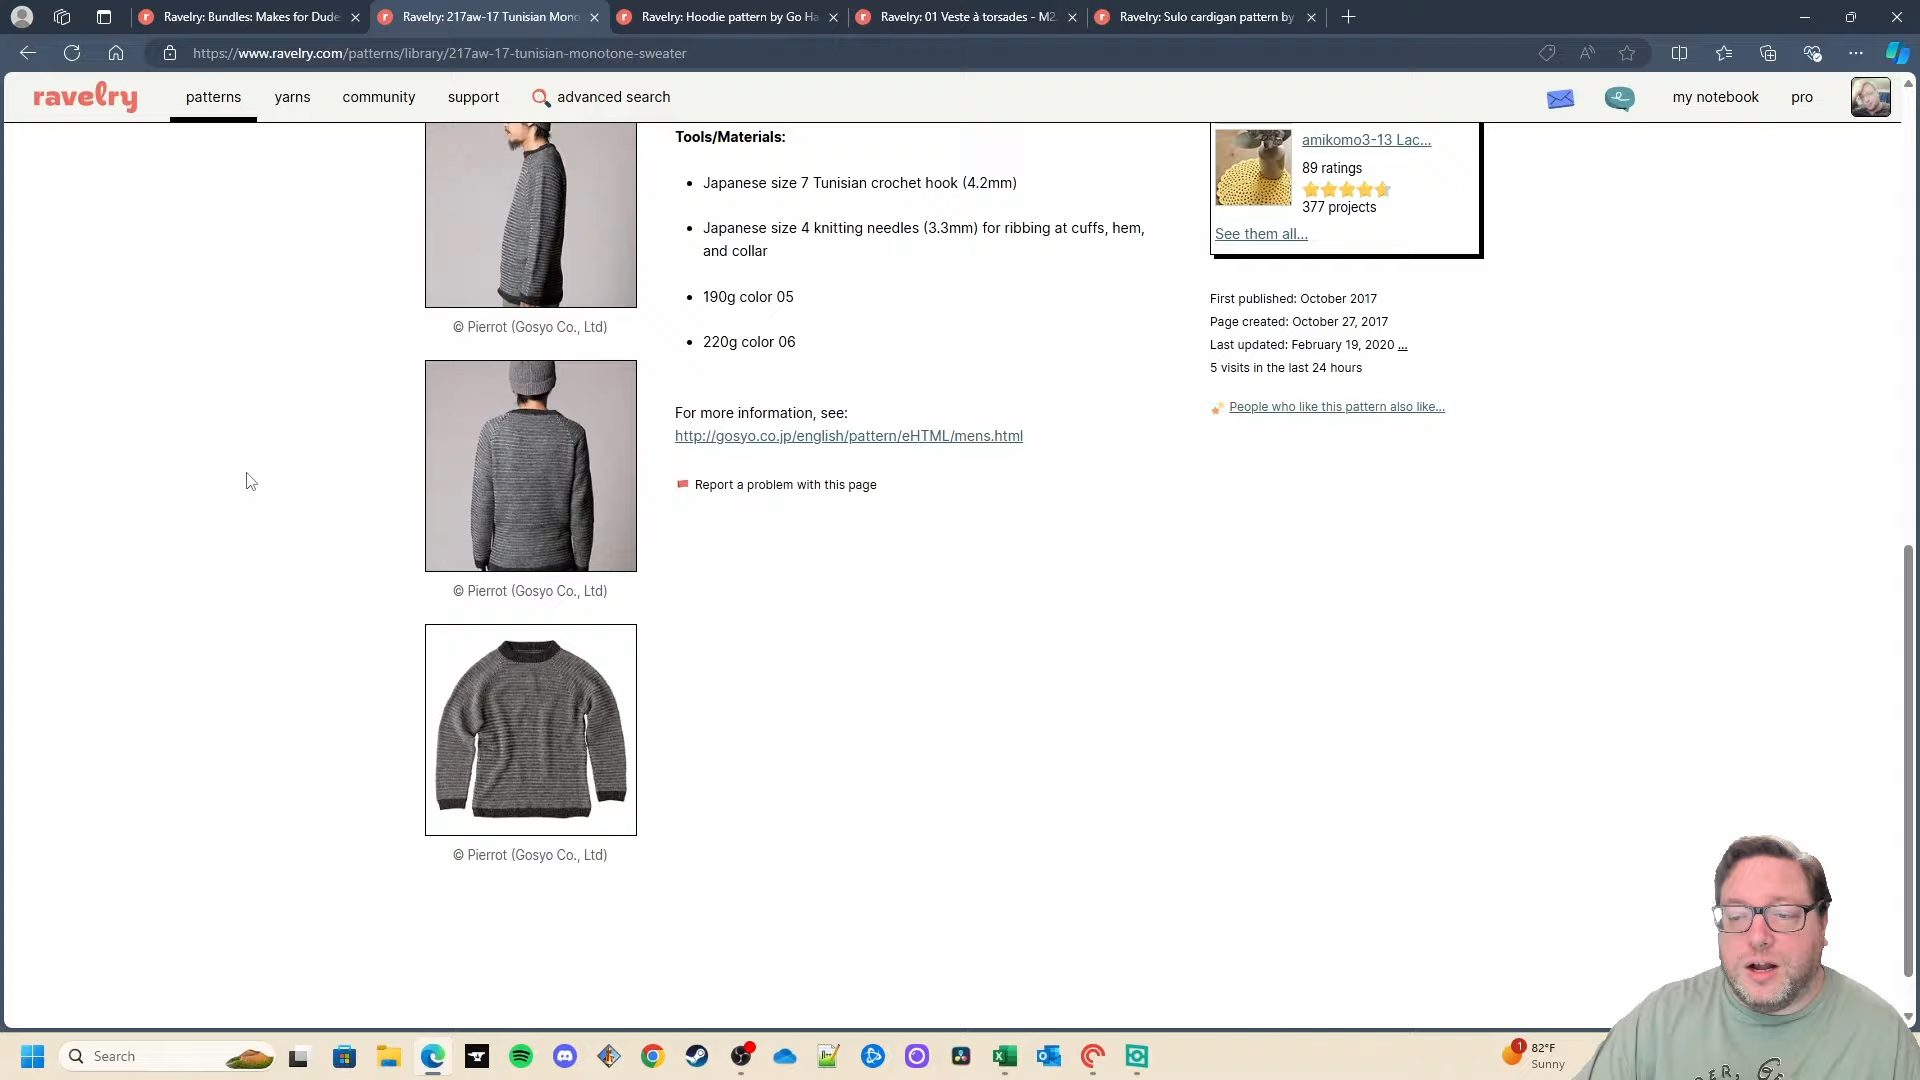 Ravelry: Bundles: Makes for Dude
Ravelry: 217aw-17 Tunisian Mono
Ravelry: Hoodie pattern by Go Ha
Ravelry: 01 Veste à torsades - M2
Ravelry: Sulo cardigan pattern by
https://www.ravelry.com/patterns/library/217aw-17-tunisian-monotone-sweater
ravelry
patterns
yarns
community
support
advanced search
my notebook
pro
Tools/Materials:
Japanese size 7 Tunisian crochet hook (4.2mm)
Japanese size 4 knitting needles (3.3mm) for ribbing at cuffs, hem,
and collar
190g color 05
220g color 06
For more information, see:
http://gosyo.co.jp/english/pattern/eHTML/mens.html
Report a problem with this page
© Pierrot (Gosyo Co., Ltd)
© Pierrot (Gosyo Co., Ltd)
© Pierrot (Gosyo Co., Ltd)
amikomo3-13 Lac...
89 ratings
377 projects
See them all...
First published: October 2017
Page created: October 27, 2017
Last updated: February 19, 2020 ...
5 visits in the last 24 hours
People who like this pattern also like...
Search
1
82°F
Sunny